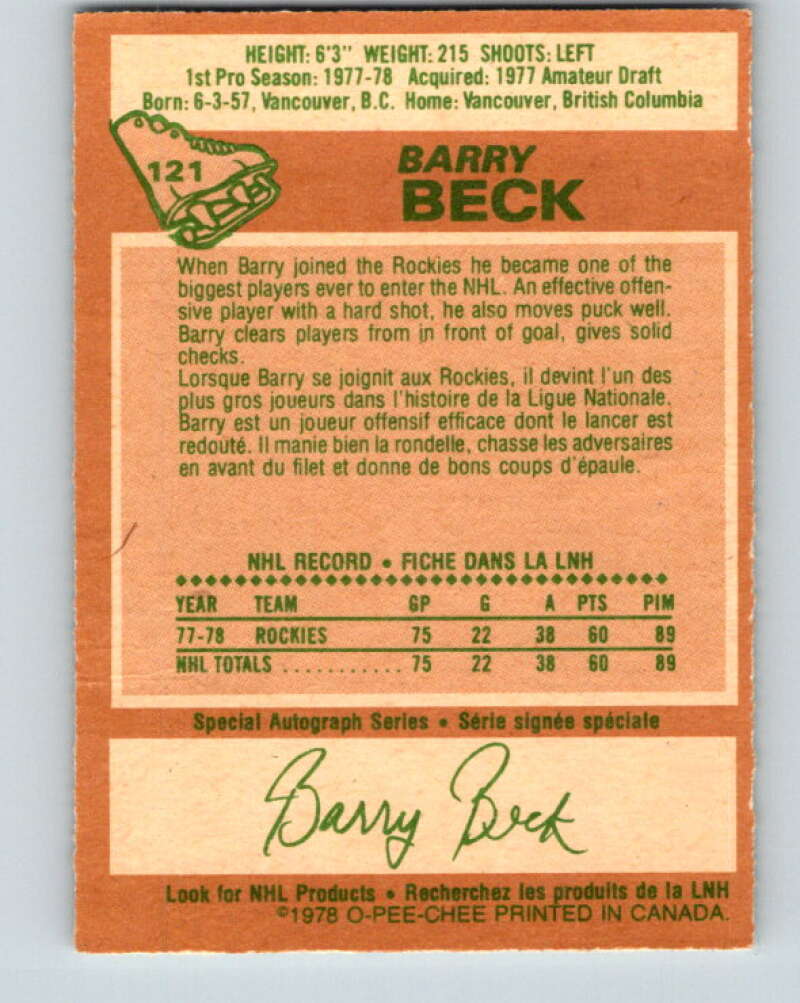 HEIGHT: 6'3" WEIGHT: 215 SHOOTS: LEFT
1st Pro Season: 1977-78 Acquired: 1977 Amateur Draft
Born: 6-3-57, Vancouver, B.C. Home: Vancouver, British Columbia
121
BARRY
BECK
When Barry joined the Rockies he became one of the
biggest players ever to enter the NHL. An effective offen-
sive player with a hard shot, he also moves puck well.
Barry clears players from in front of goal, gives solid
checks.
Lorsque Barry se joignit aux Rockies, il devint l'un des
plus gros joueurs dans l'histoire de la Ligue Nationale.
Barry est un joueur offensif efficace dont le lancer est
redouté. Il manie bien la rondelle, chasse les adversaires
en avant du filet et donne de bons coups d'épaule.
NHL RECORD • FICHE DANS LA LNH
YEAR TEAM GP G A PTS PIM
77-78 ROCKIES 75 22 38 60 89
NHL TOTALS ........... 75 22 38 60 89
Special Autograph Series • Série signée spéciale
Barry Beck
Look for NHL Products • Recherchez les produits de la LNH
©1978 O-PEE-CHEE PRINTED IN CANADA.